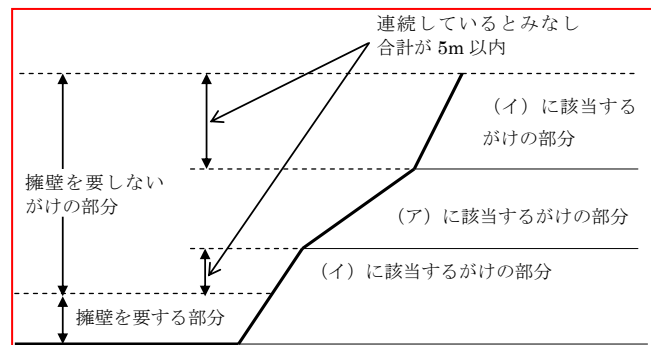 連続しているとみなし
合計が 5m 以内
（イ）に該当する
がけの部分
擁壁を要しない
がけの部分
（ア）に該当するがけの部分
（イ）に該当するがけの部分
擁壁を要する部分